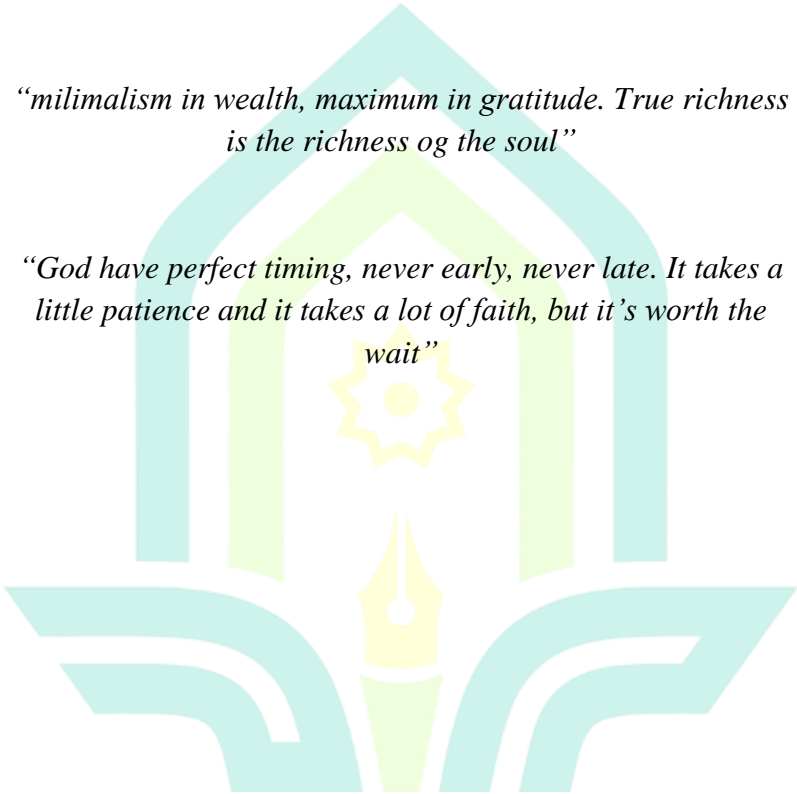 “milimalism in wealth, maximum in gratitude. True richness
is the richness og the soul”
“God have perfect timing, never early, never late. It takes a
little patience and it takes a lot of faith, but it’s worth the
wait”